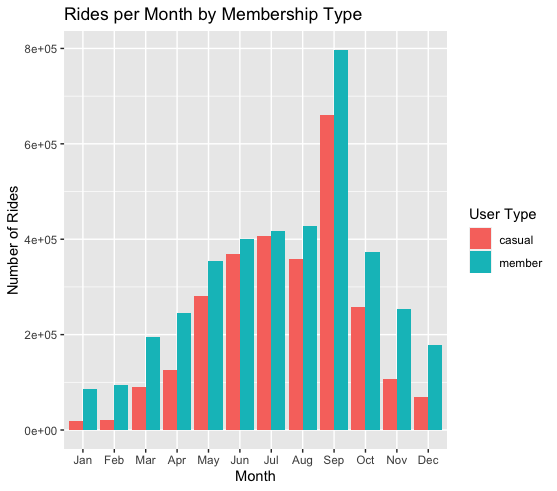 Rides per Month by Membership Type
Number of Rides
8e+05
6e+05
4e+05
2e+05
0e+00
Jan Feb Mar Apr May Jun Jul Aug Sep Oct Nov Dec
Month
User Type
casual
member